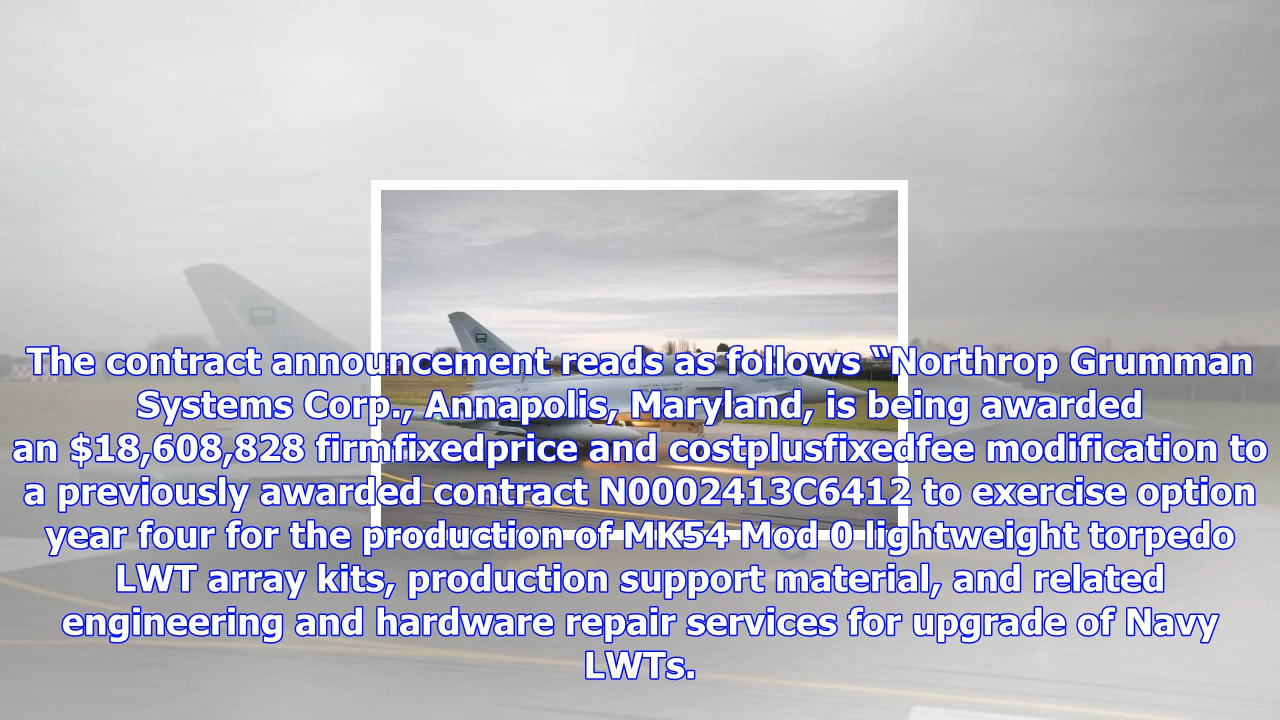 The contract announcement reads as follows “Northrop Grumman
Systems Corp., Annapolis, Maryland, is being awarded
an $18,608,828 firmfixedprice and costplusfixedfee modification to
a previously awarded contract N0002413C6412 to exercise option
year four for the production of MK54 Mod 0 lightweight torpedo
LWT array kits, production support material, and related
engineering and hardware repair services for upgrade of Navy
LWTs.